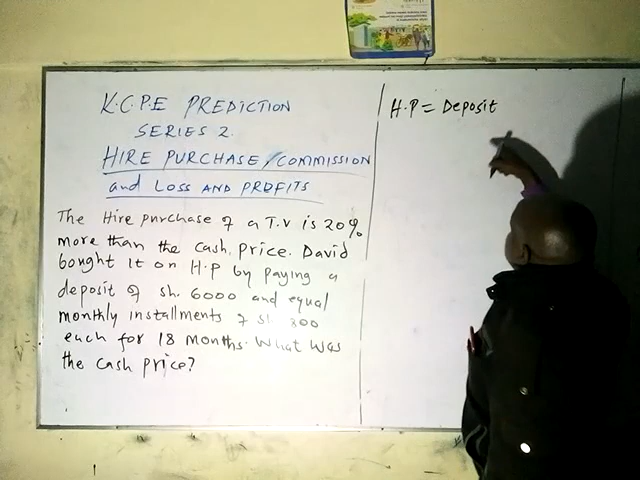 K.C.P.E PREDICTION
SERIES 2.
HIRE PURCHASE, COMMISSION
and LOSS AND PROFITS
The Hire purchase of a T.V is 20%
more than the cash price. David
bought it on H.P by paying a
deposit of sh. 6000 and equal
monthly installments of sh. 800
each for 18 months. What was
the cash price?
H.P = Deposit